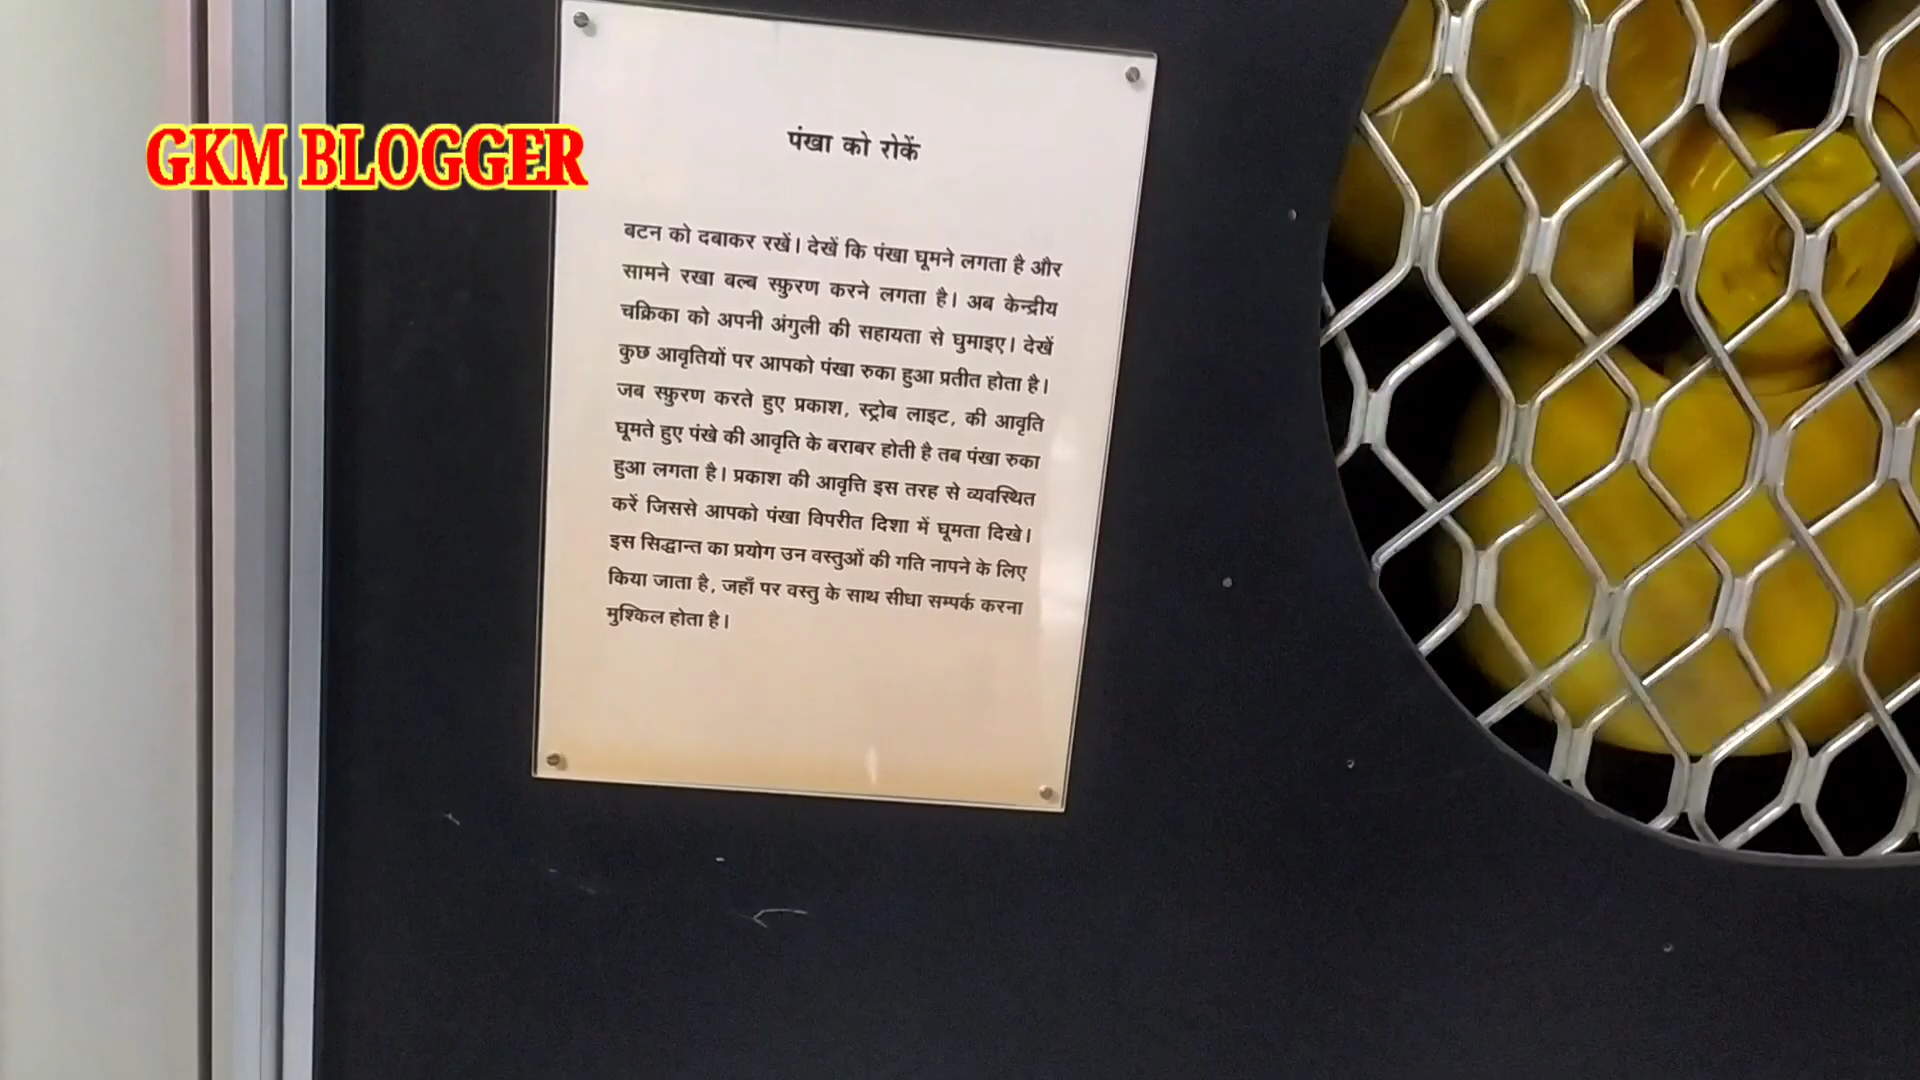 GKM BLOGGER
पंखा को रोकें
बटन को दबाकर रखें। देखें कि पंखा घूमने लगता है और
सामने रखा बल्ब स्फुरण करने लगता है। अब केन्द्रीय
चक्रिका को अपनी अंगुली की सहायता से घुमाइए। देखें
कुछ आवृतियों पर आपको पंखा रुका हुआ प्रतीत होता है।
जब स्फुरण करते हुए प्रकाश, स्ट्रोब लाइट, की आवृति
घूमते हुए पंखे की आवृति के बराबर होती है तब पंखा रुका
हुआ लगता है। प्रकाश की आवृत्ति इस तरह से व्यवस्थित
करें जिससे आपको पंखा विपरीत दिशा में घूमता दिखे।
इस सिद्धान्त का प्रयोग उन वस्तुओं की गति नापने के लिए
किया जाता है, जहाँ पर वस्तु के साथ सीधा सम्पर्क करना
मुश्किल होता है।